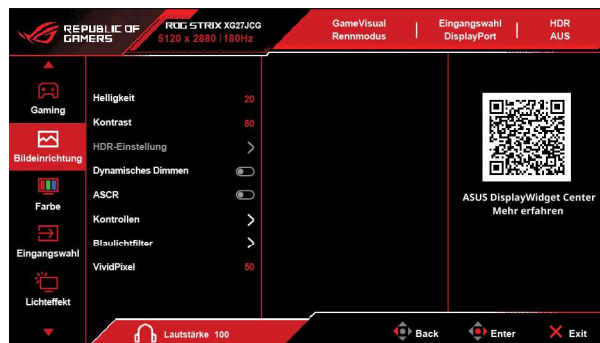 REPUBLIC OF GAMERS
ROG STRIX XG27JCG
5120 x 2880 | 180Hz
GameVisual
Rennmodus
Eingangswahl
DisplayPort
HDR
AUS
Gaming
Bildeinrichtung
Farbe
Eingangswahl
Lichteffekt
Helligkeit 20
Kontrast 80
HDR-Einstellung
Dynamisches Dimmen
ASCR
Kontrollen
Blaulichtfilter
VividPixel 50
ASUS DisplayWidget Center
Mehr erfahren
Lautstärke 100
Back
Enter
Exit